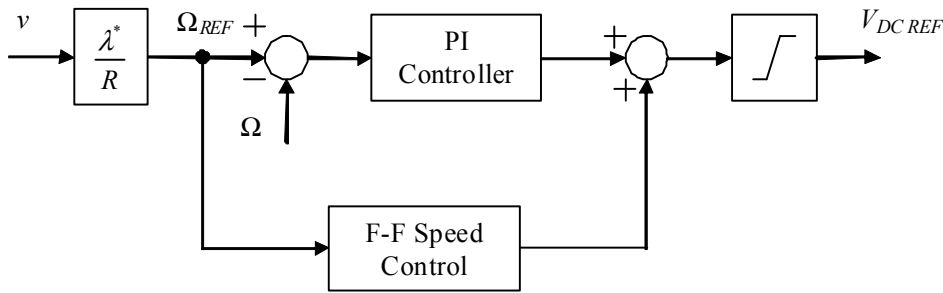 v
λ*
R
Ω_REF
+
−
Ω
PI
Controller
+
+
V_DC REF
F-F Speed
Control